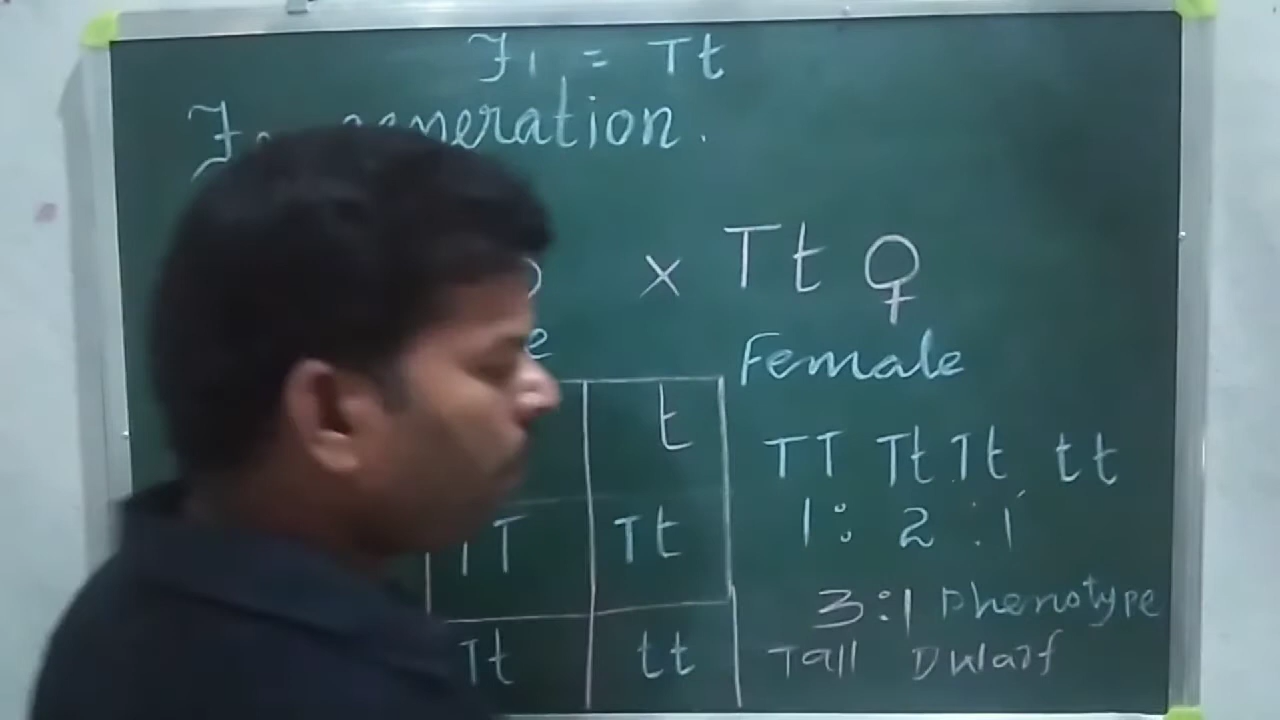 F1 = Tt
generation.
x Tt ♀
Female
t
TT Tt Tt tt
TT Tt
1 : 2 : 1
3:1 Phenotype
Tt tt
Tall Dwarf